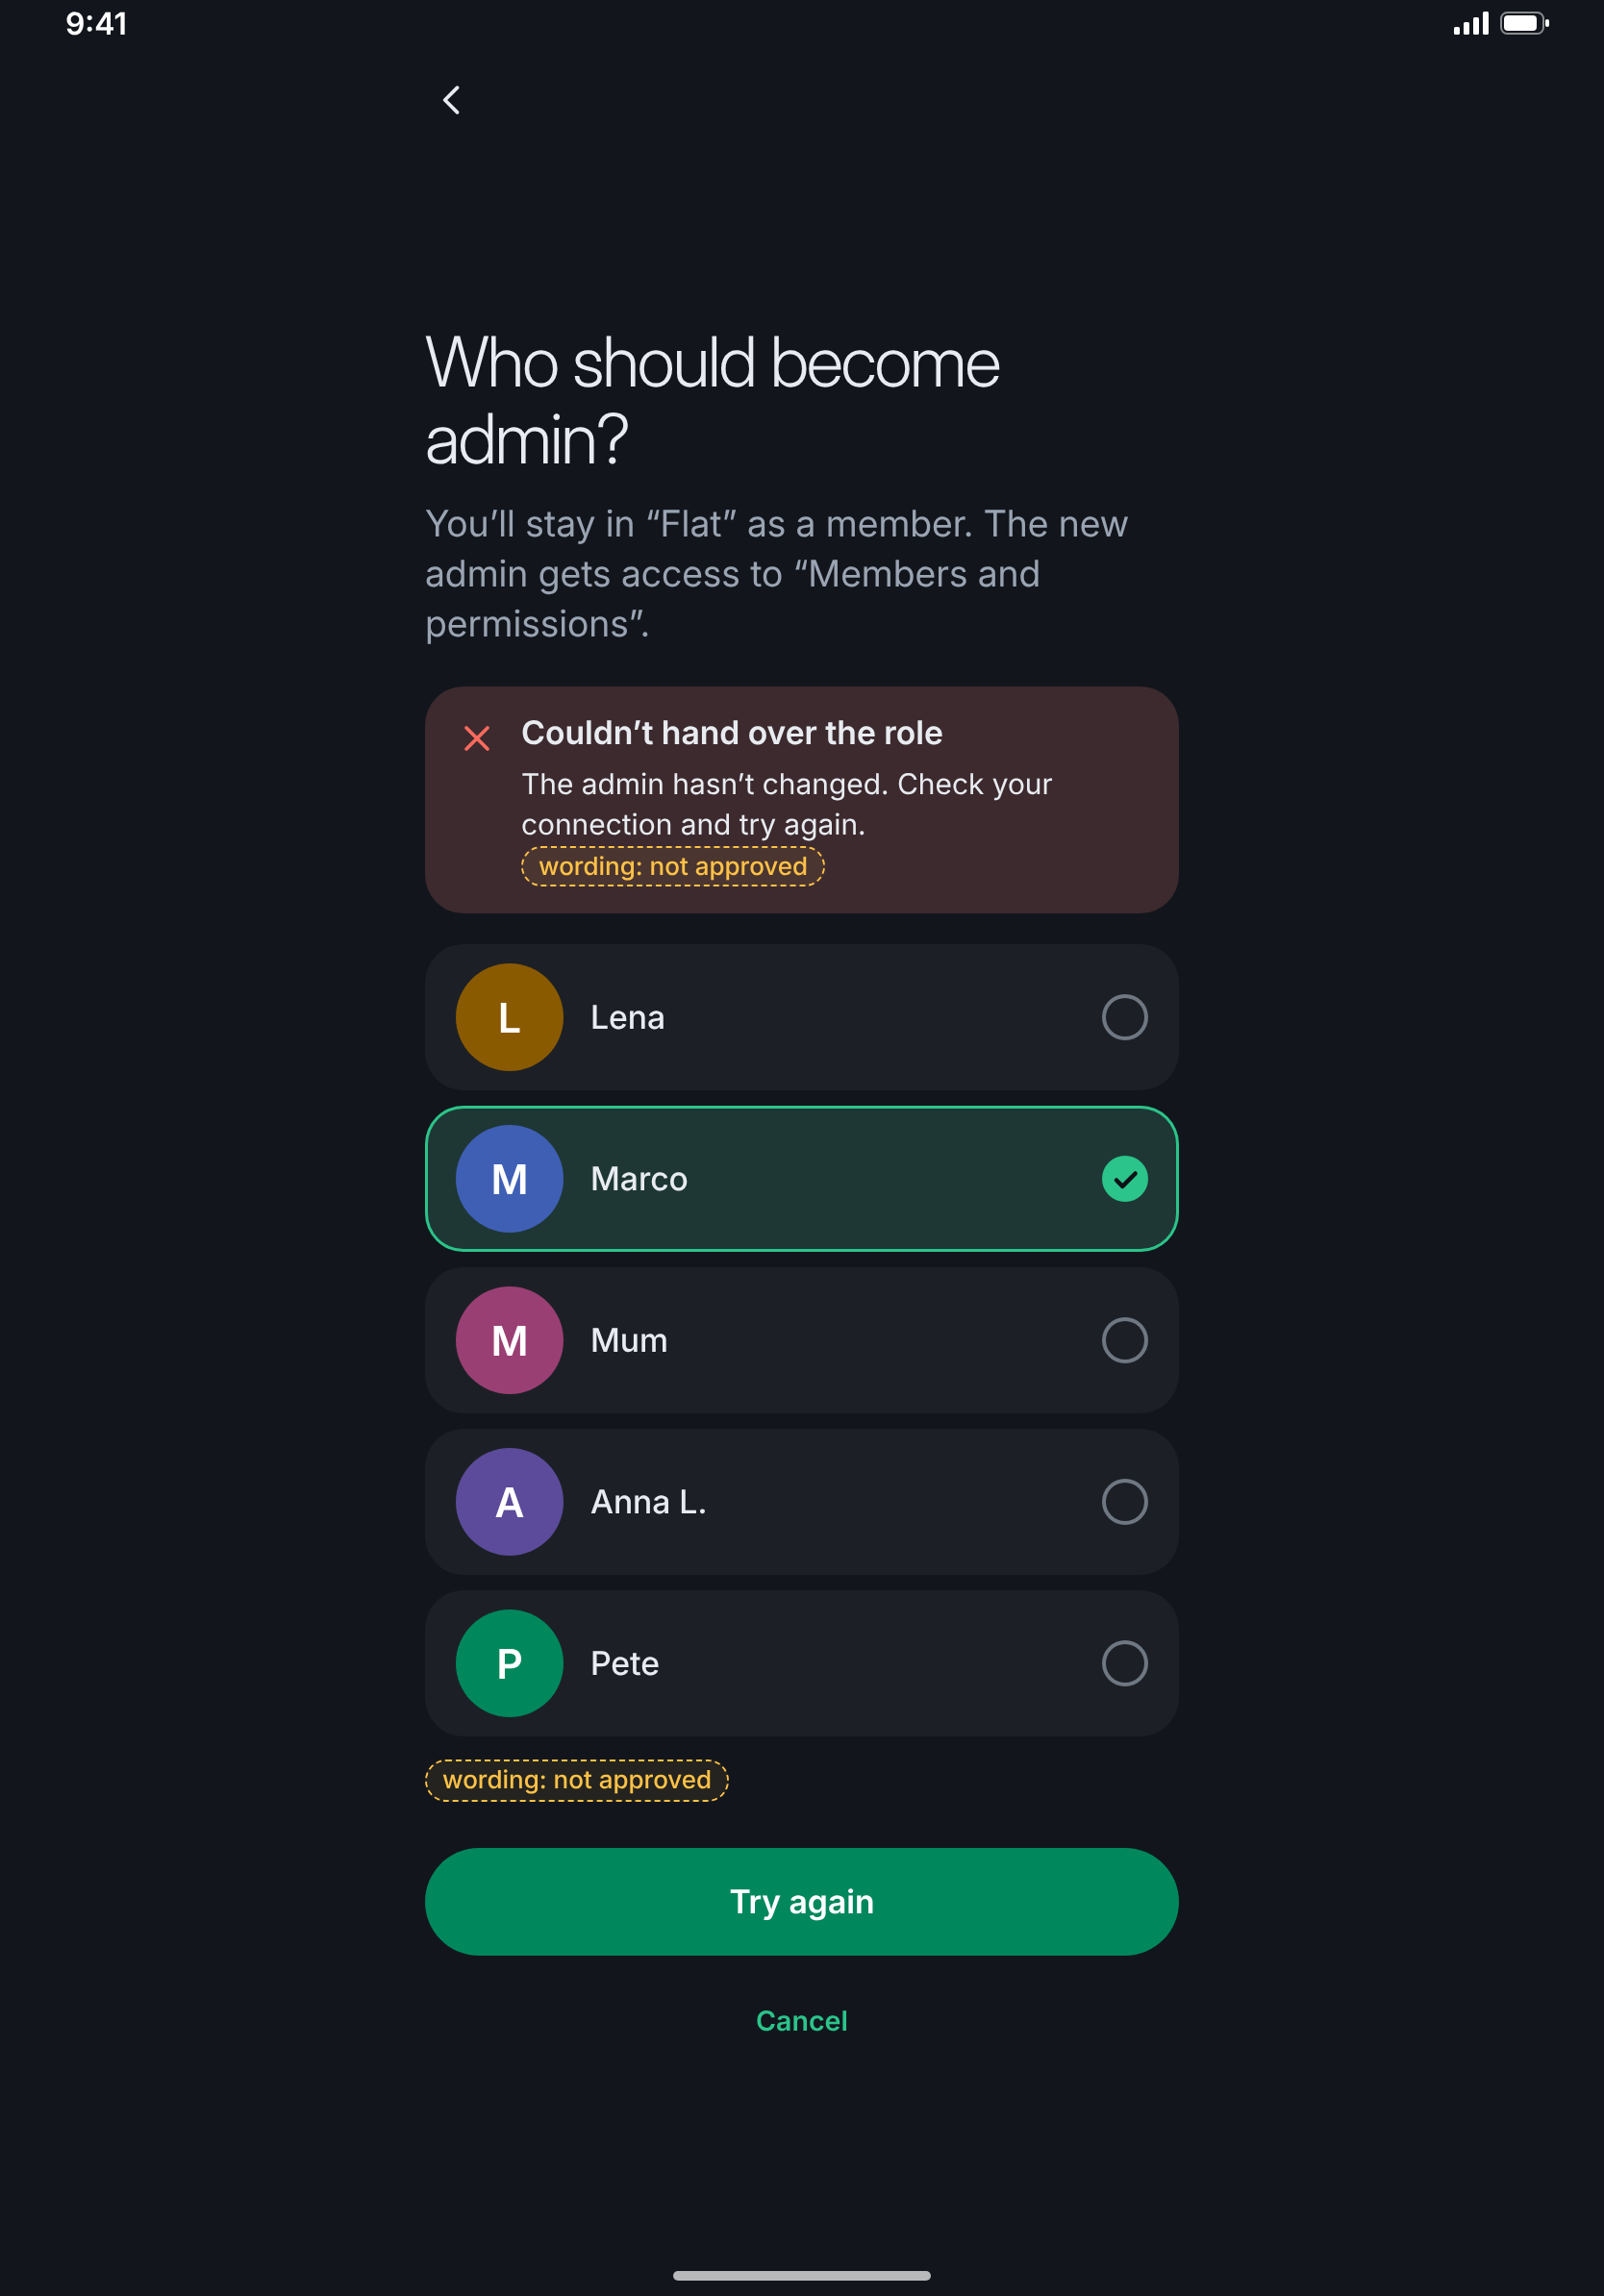 9:41
Who should become
admin?
You’ll stay in “Flat” as a member. The new
admin gets access to “Members and
permissions”.
Couldn’t hand over the role
The admin hasn’t changed. Check your
connection and try again.
wording: not approved
L
Lena
M
Marco
M
Mum
A
Anna L.
P
Pete
wording: not approved
Try again
Cancel